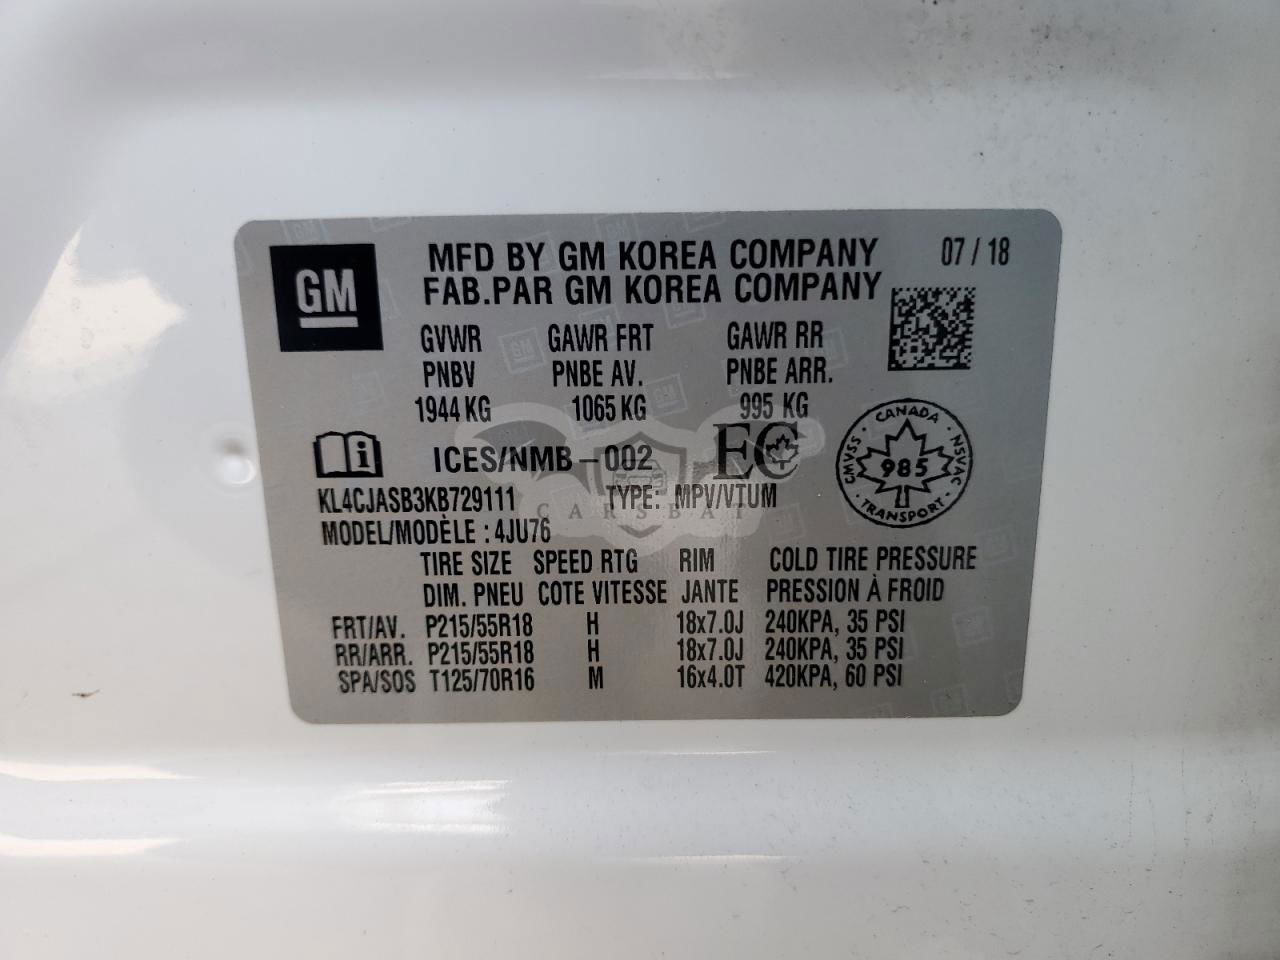 GM
MFD BY GM KOREA COMPANY 07 / 18
FAB.PAR GM KOREA COMPANY
GVWR GAWR FRT GAWR RR
PNBV PNBE AV. PNBE ARR.
1944 KG 1065 KG 995 KG
ICES/NMB-002 EC
CANADA
CMVSS 985 NSVAC
TRANSPORT
KL4CJASB3KB729111 TYPE: MPV/VTUM
CARSBAT
MODEL/MODÈLE : 4JU76
TIRE SIZE SPEED RTG RIM COLD TIRE PRESSURE
DIM. PNEU COTE VITESSE JANTE PRESSION À FROID
FRT/AV. P215/55R18 H 18x7.0J 240KPA, 35 PSI
RR/ARR. P215/55R18 H 18x7.0J 240KPA, 35 PSI
SPA/SOS T125/70R16 M 16x4.0T 420KPA, 60 PSI